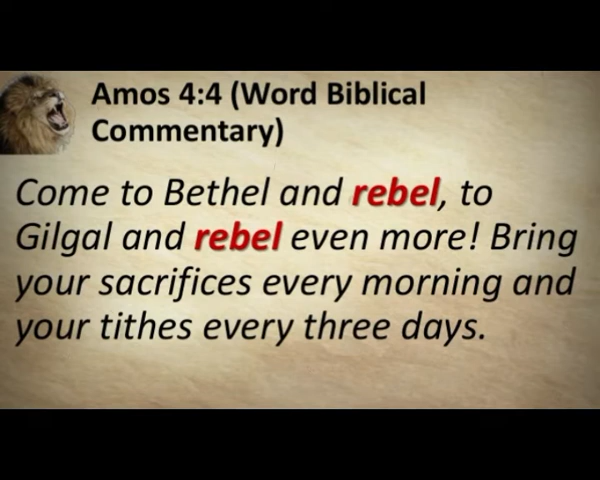 Amos 4:4 (Word Biblical
Commentary)
Come to Bethel and rebel, to
Gilgal and rebel even more! Bring
your sacrifices every morning and
your tithes every three days.